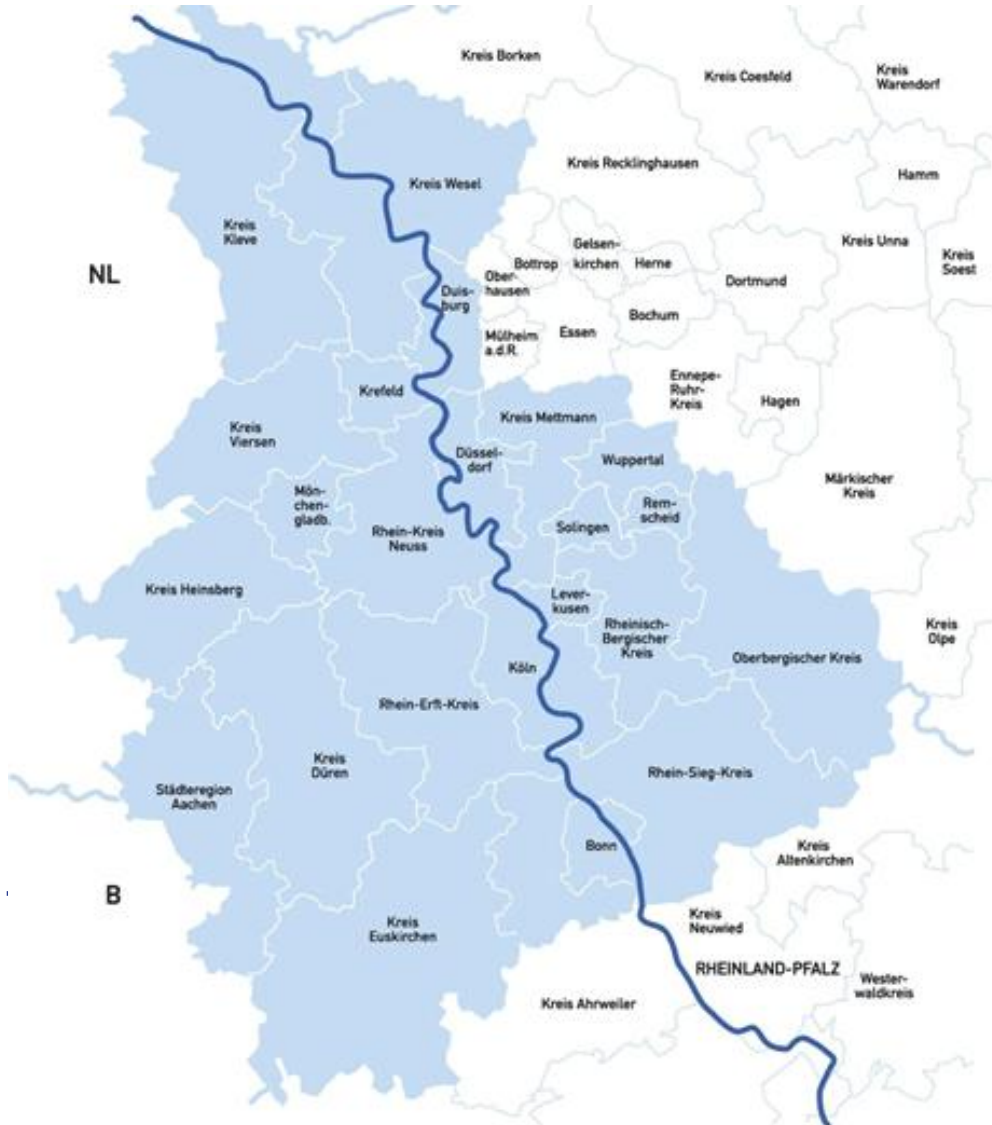 Kreis Borken
Kreis Coesfeld
Kreis
Warendorf
Kreis Recklinghausen
Hamm
Kreis Wesel
Kreis
Kleve
Kreis Unna
Kreis
Soest
NL
Gelsen-
kirchen
Bottrop
Herne
Ober-
hausen
Dortmund
Duis-
burg
Bochum
Mülheim
a.d.R.
Essen
Ennepe-
Ruhr-
Kreis
Hagen
Krefeld
Kreis Mettmann
Kreis
Viersen
Düssel-
dorf
Wuppertal
Märkischer
Kreis
Mön-
chen-
gladb.
Rem-
scheid
Solingen
Rhein-Kreis
Neuss
Kreis Heinsberg
Lever-
kusen
Rheinisch-
Bergischer
Kreis
Kreis
Olpe
Oberbergischer Kreis
Köln
Rhein-Erft-Kreis
Kreis
Düren
Rhein-Sieg-Kreis
Städteregion
Aachen
Bonn
Kreis
Altenkirchen
B
Kreis
Euskirchen
Kreis
Neuwied
RHEINLAND-PFALZ
Wester-
waldkreis
Kreis Ahrweiler